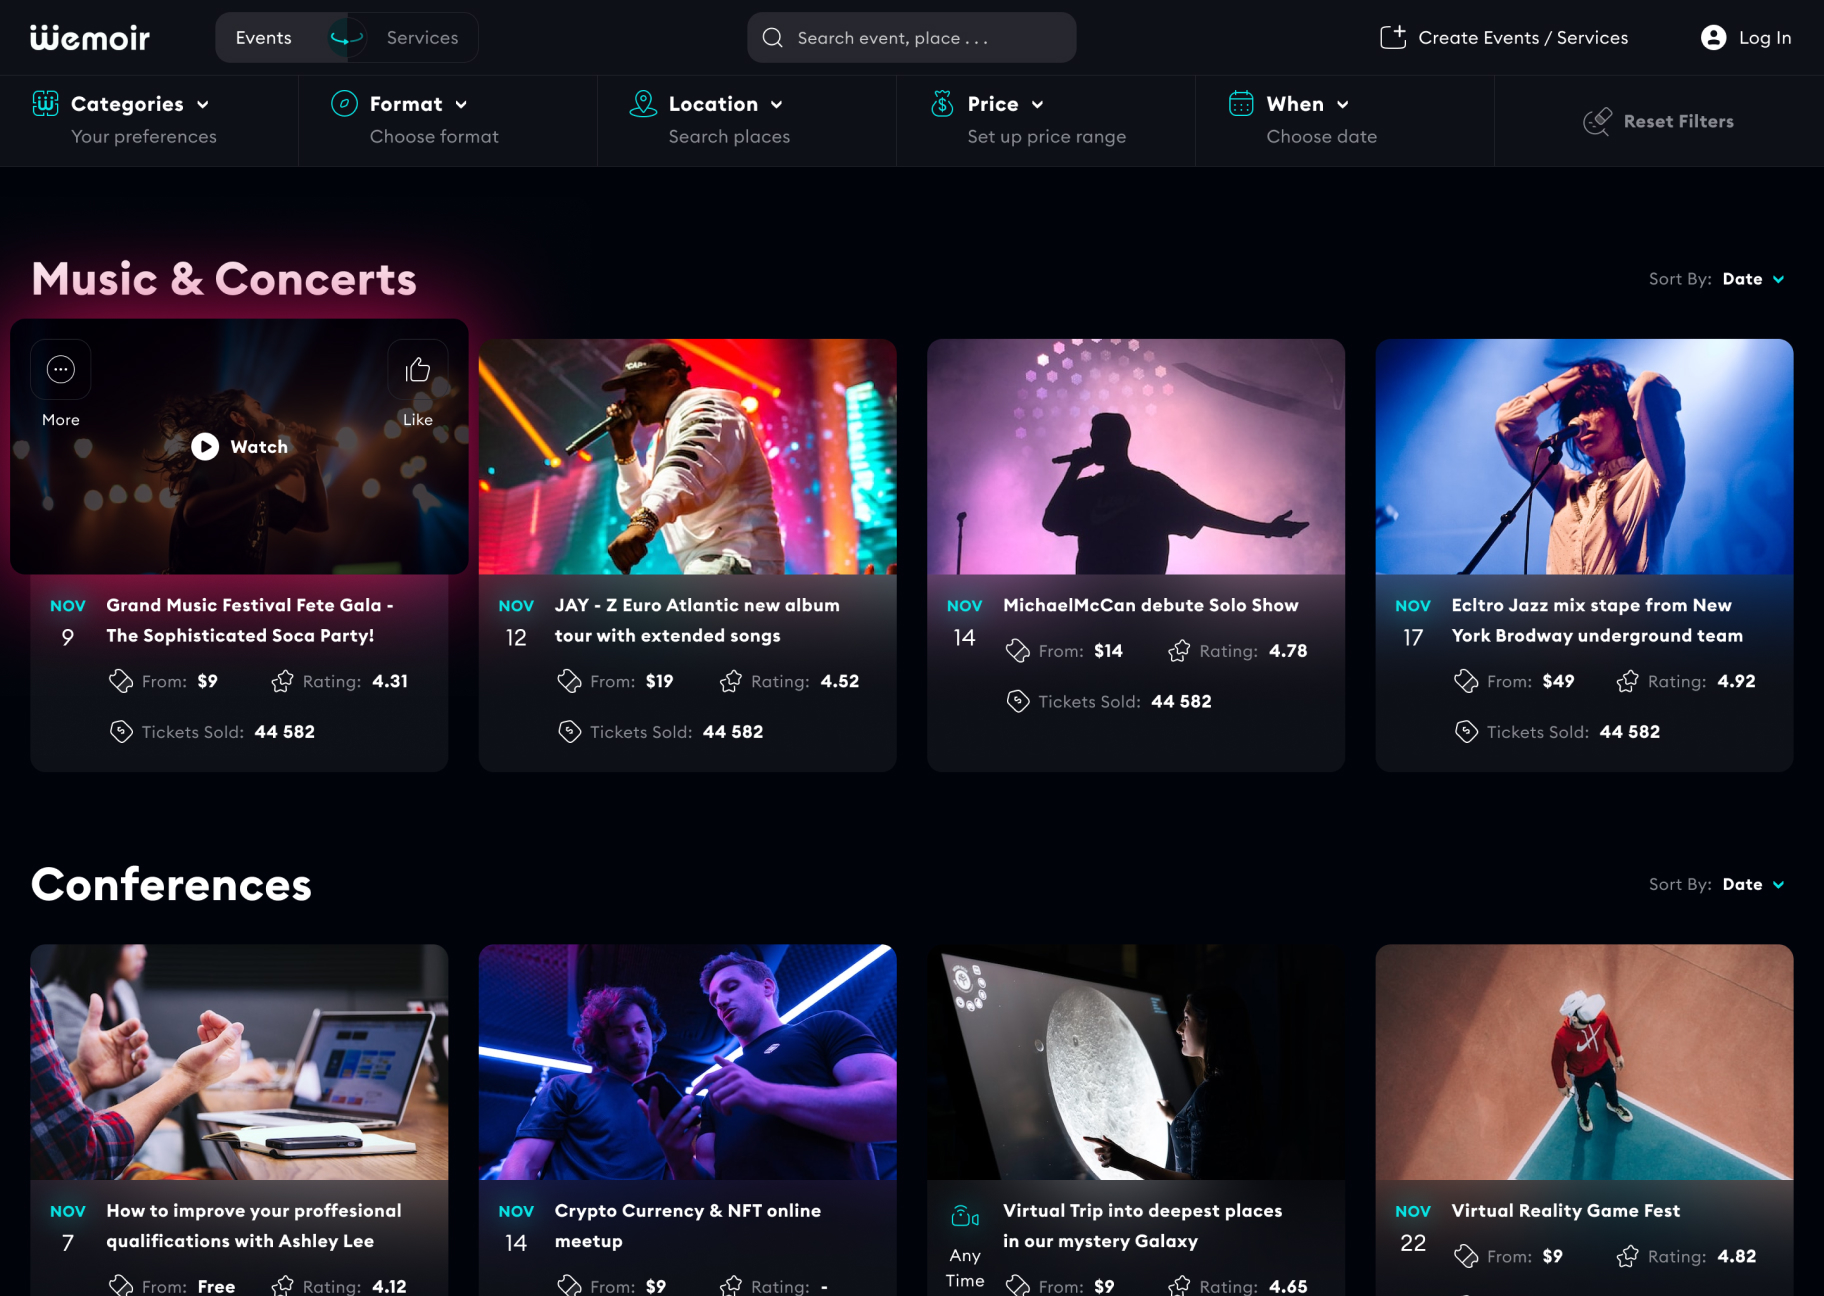 Wemoir
Events
Services
Search event, place . . .
Create Events / Services
Log In
Categories
Your preferences
Format
Choose format
Location
Search places
Price
Set up price range
When
Choose date
Reset Filters
Music & Concerts
Sort By: Date
More
Like
Watch
NOV
9
Grand Music Festival Fete Gala -
The Sophisticated Soca Party!
From: $9
Rating: 4.31
Tickets Sold: 44 582
NOV
12
JAY - Z Euro Atlantic new album
tour with extended songs
From: $19
Rating: 4.52
Tickets Sold: 44 582
NOV
14
MichaelMcCan debute Solo Show
From: $14
Rating: 4.78
Tickets Sold: 44 582
NOV
17
Ecltro Jazz mix stape from New
York Brodway underground team
From: $49
Rating: 4.92
Tickets Sold: 44 582
Conferences
Sort By: Date
NOV
7
How to improve your proffesional
qualifications with Ashley Lee
From: Free
Rating: 4.12
NOV
14
Crypto Currency & NFT online
meetup
From: $9
Rating: -
Any
Time
Virtual Trip into deepest places
in our mystery Galaxy
From: $9
Rating: 4.65
NOV
22
Virtual Reality Game Fest
From: $9
Rating: 4.82